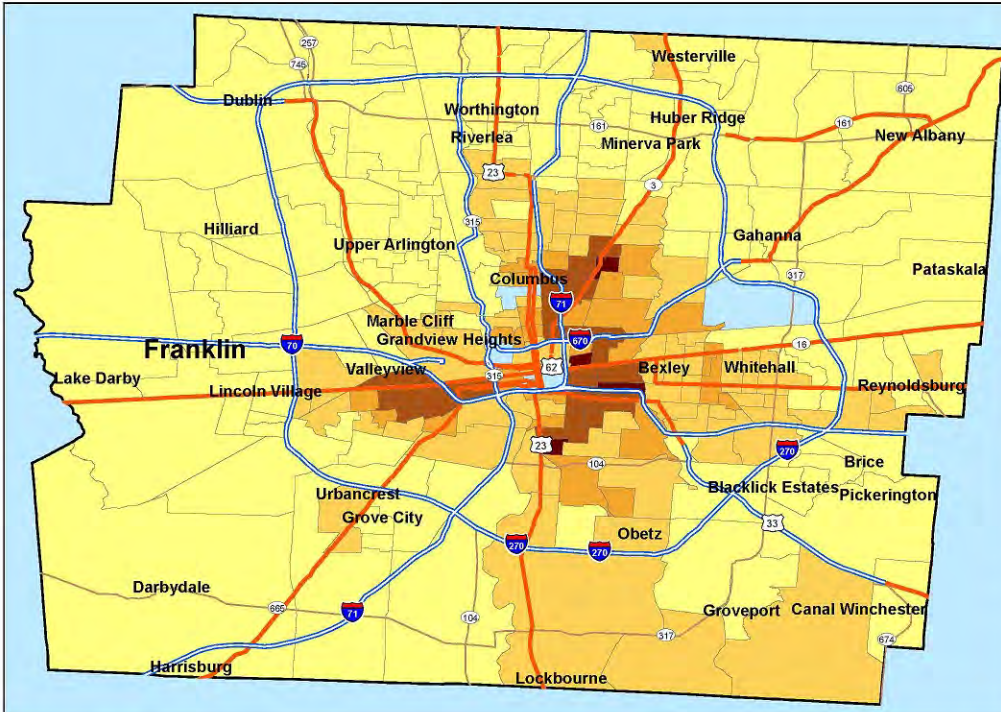 257
745
Westerville
605
Dublin
Worthington
Huber Ridge
161
161
New Albany
Riverlea
Minerva Park
23
3
315
Hilliard
Upper Arlington
Gahanna
317
Pataskala
Columbus
71
Marble Cliff
670
16
Grandview Heights
Franklin
70
Lake Darby
Valleyview
62
Bexley
Whitehall
315
Lincoln Village
Reynoldsburg
23
104
270
Brice
Urbancrest
Blacklick Estates
Pickerington
Grove City
33
Obetz
270
270
Darbydale
665
71
104
Groveport
Canal Winchester
317
674
Harrisburg
Lockbourne